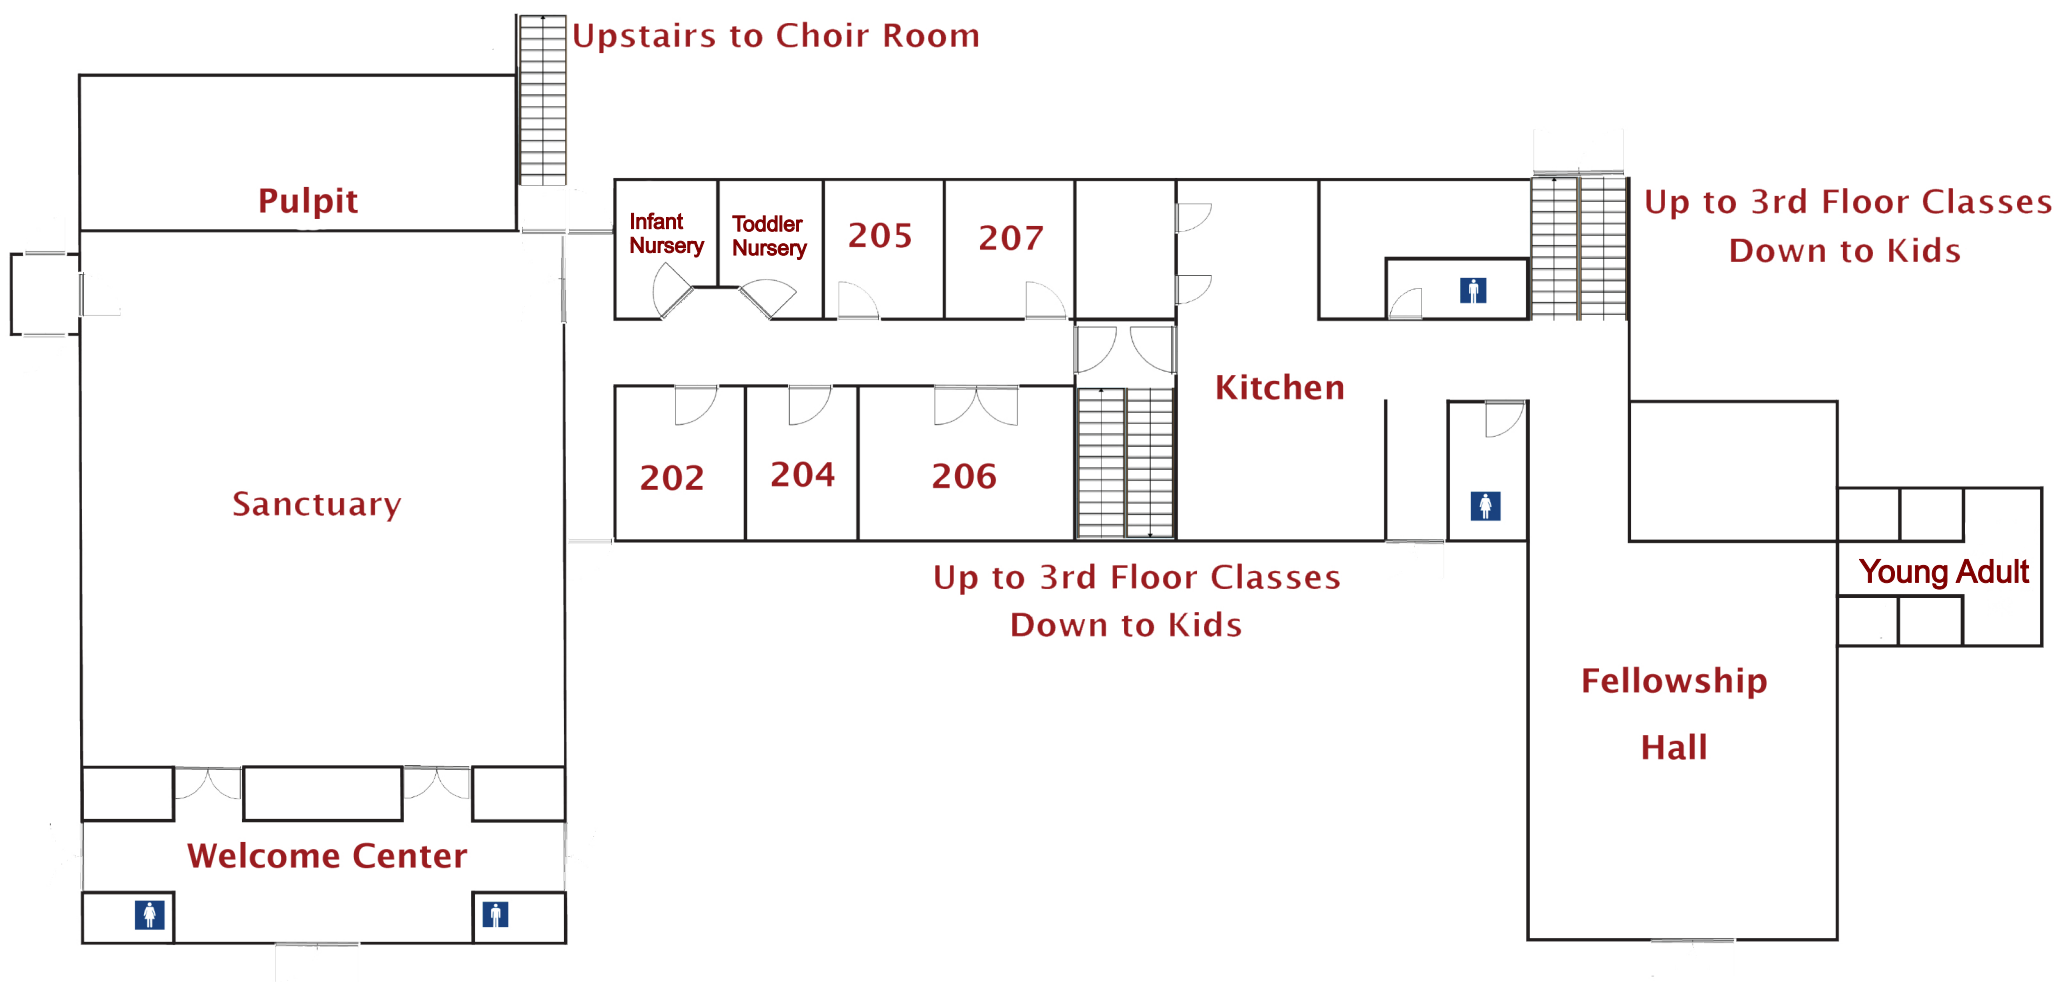 Upstairs to Choir Room
Pulpit
Infant
Nursery
Toddler
Nursery
205
207
Up to 3rd Floor Classes
Down to Kids
Kitchen
202
204
206
Sanctuary
Up to 3rd Floor Classes
Down to Kids
Young Adult
Fellowship
Hall
Welcome Center